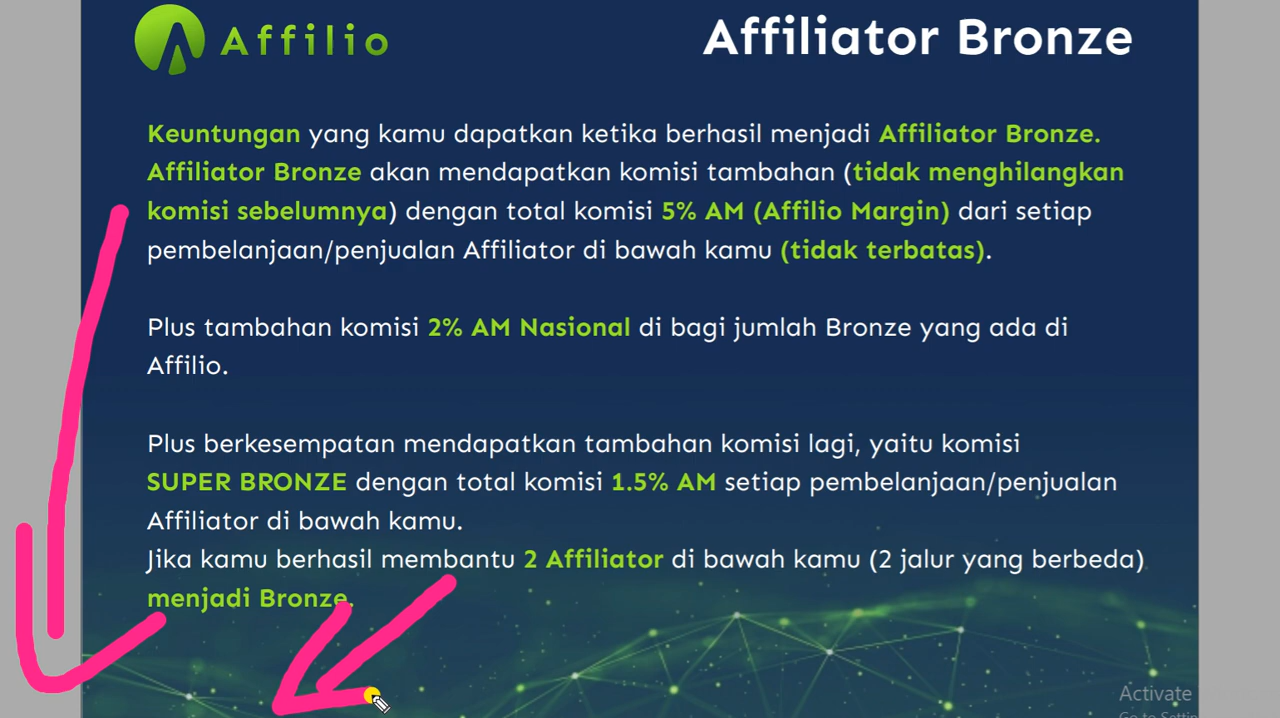 Affilio
Affiliator Bronze
Keuntungan yang kamu dapatkan ketika berhasil menjadi Affiliator Bronze.
Affiliator Bronze akan mendapatkan komisi tambahan (tidak menghilangkan
komisi sebelumnya) dengan total komisi 5% AM (Affilio Margin) dari setiap
pembelanjaan/penjualan Affiliator di bawah kamu (tidak terbatas).
Plus tambahan komisi 2% AM Nasional di bagi jumlah Bronze yang ada di
Affilio.
Plus berkesempatan mendapatkan tambahan komisi lagi, yaitu komisi
SUPER BRONZE dengan total komisi 1.5% AM setiap pembelanjaan/penjualan
Affiliator di bawah kamu.
Jika kamu berhasil membantu 2 Affiliator di bawah kamu (2 jalur yang berbeda)
menjadi Bronze.
Activate
Go to